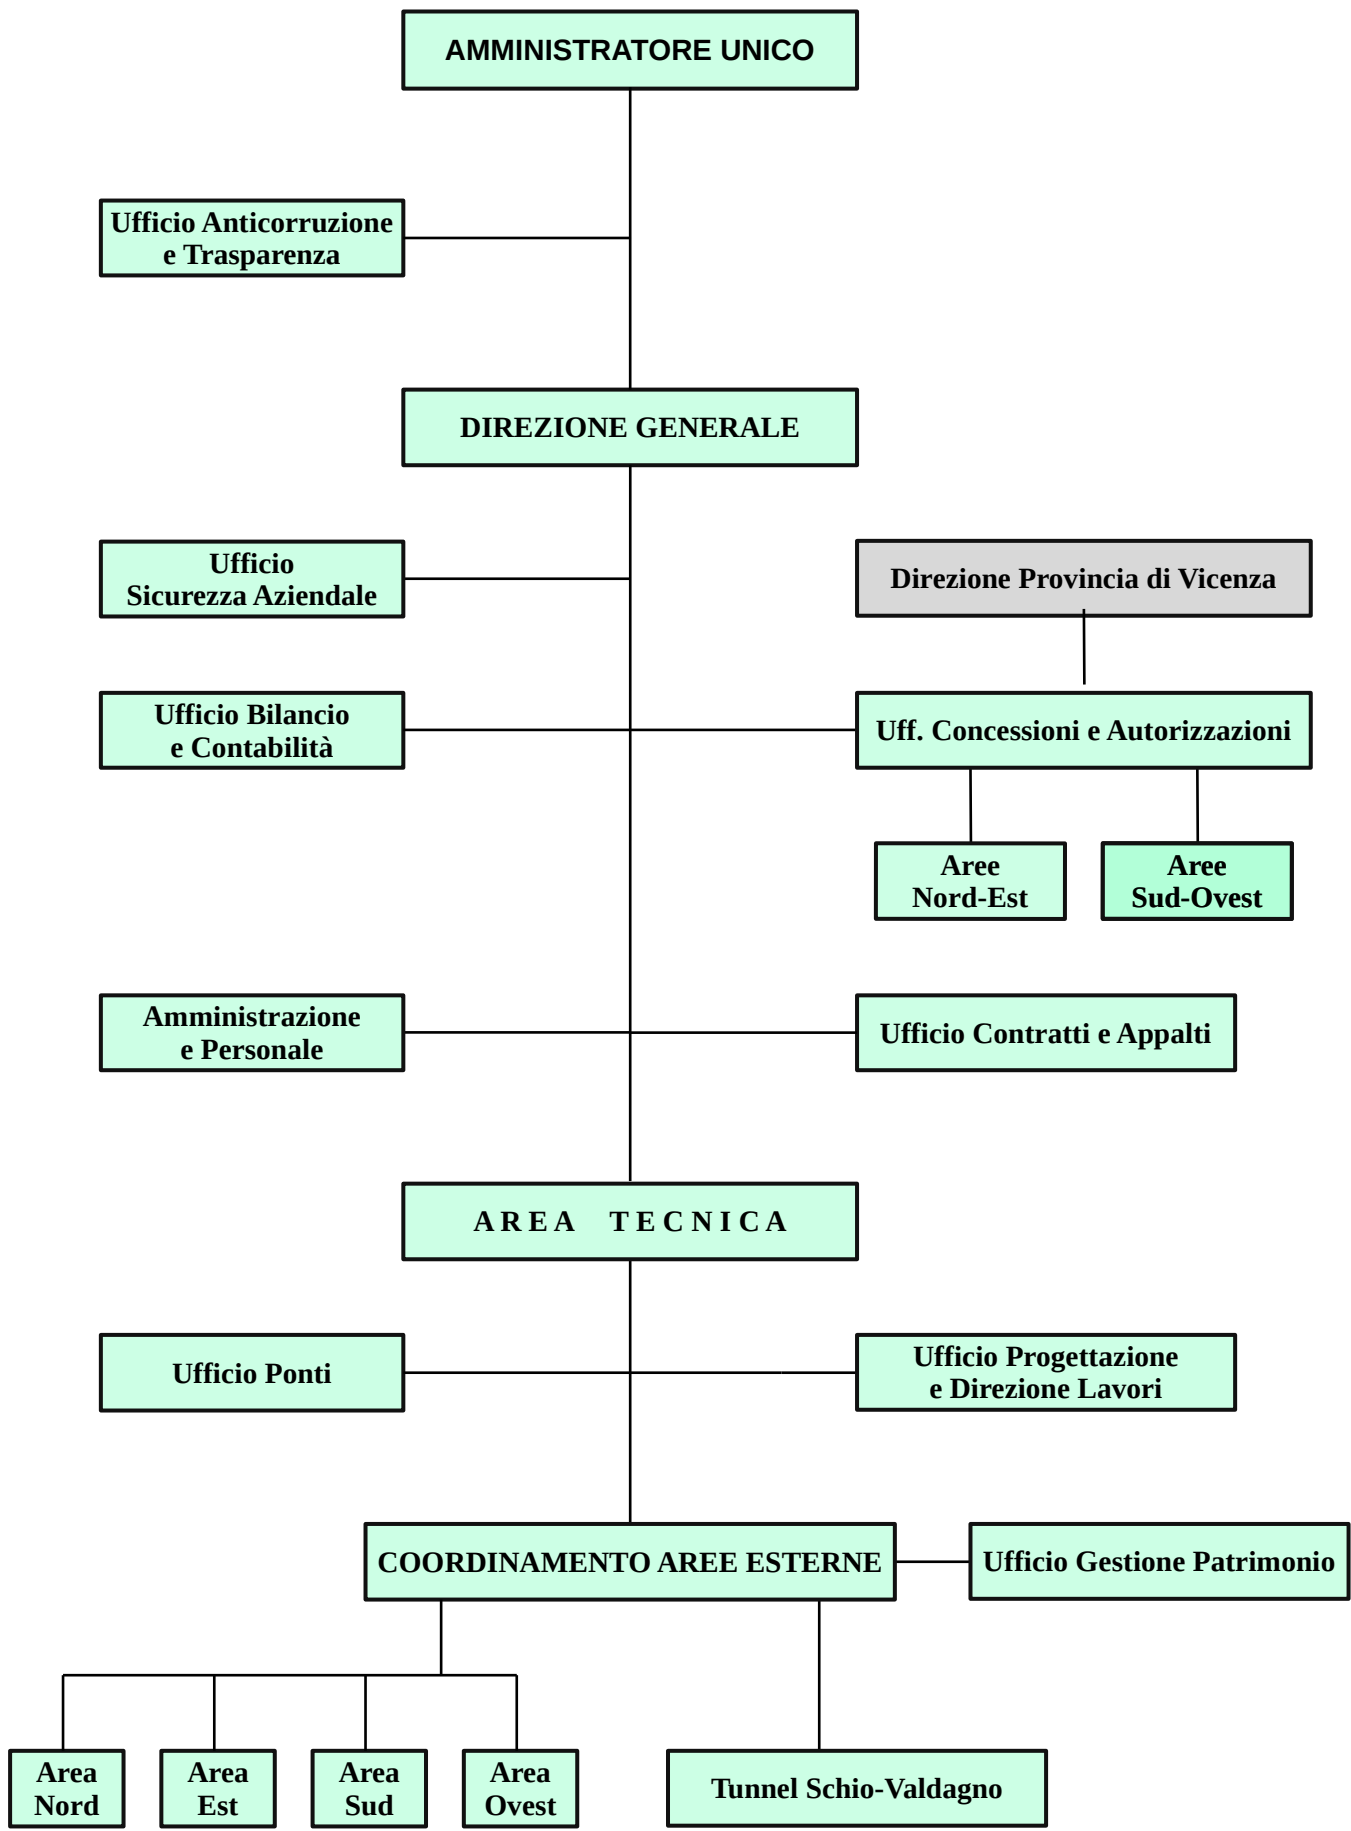 AMMINISTRATORE UNICO
Ufficio Anticorruzione
e Trasparenza
DIREZIONE GENERALE
Ufficio
Sicurezza Aziendale
Direzione Provincia di Vicenza
Ufficio Bilancio
e Contabilità
Uff. Concessioni e Autorizzazioni
Aree
Nord-Est
Aree
Sud-Ovest
Amministrazione
e Personale
Ufficio Contratti e Appalti
A R E A T E C N I C A
Ufficio Ponti
Ufficio Progettazione
e Direzione Lavori
COORDINAMENTO AREE ESTERNE
Ufficio Gestione Patrimonio
Area
Nord
Area
Est
Area
Sud
Area
Ovest
Tunnel Schio-Valdagno